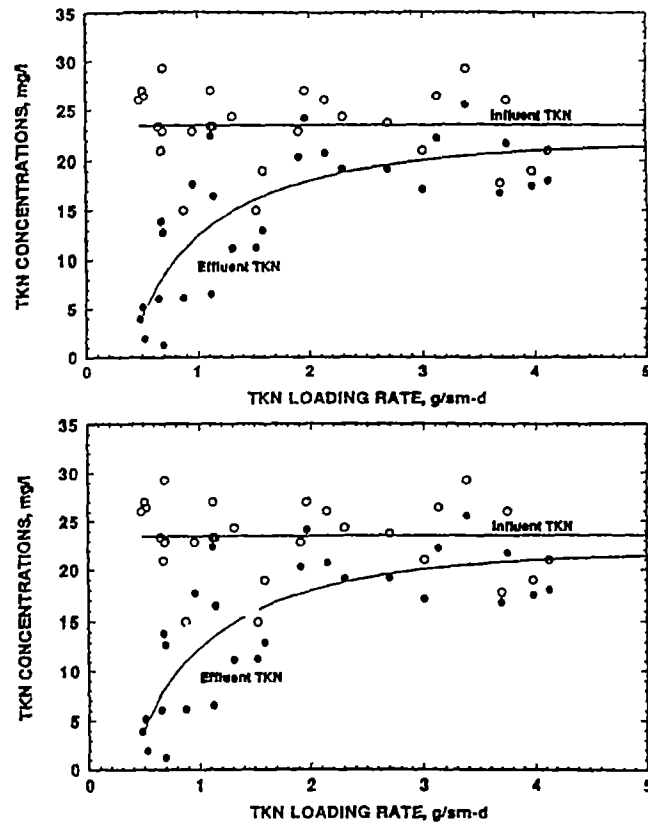 35
30
25
20
15
10
5
0
TKN CONCENTRATIONS, mg/l
Influent TKN
Effluent TKN
0 1 2 3 4 5
TKN LOADING RATE, g/sm-d
35
30
25
20
15
10
5
0
TKN CONCENTRATIONS, mg/l
Influent TKN
Effluent TKN
0 1 2 3 4 5
TKN LOADING RATE, g/sm-d